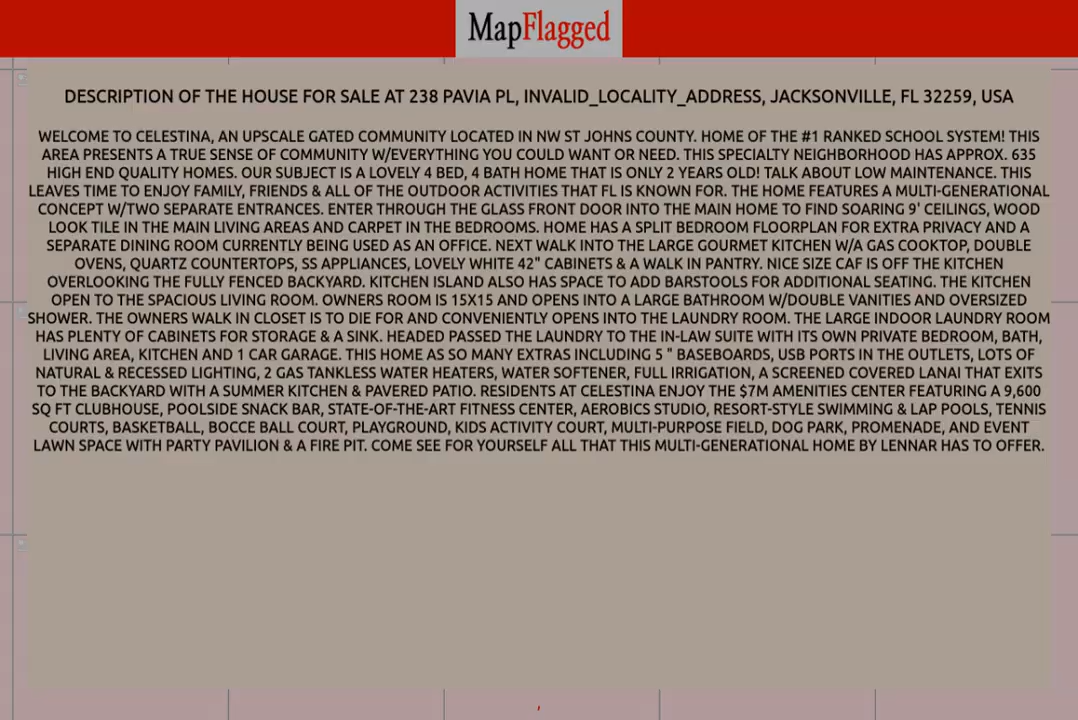 MapFlagged
DESCRIPTION OF THE HOUSE FOR SALE AT 238 PAVIA PL, INVALID_LOCALITY_ADDRESS, JACKSONVILLE, FL 32259, USA
WELCOME TO CELESTINA, AN UPSCALE GATED COMMUNITY LOCATED IN NW ST JOHNS COUNTY. HOME OF THE #1 RANKED SCHOOL SYSTEM! THIS
AREA PRESENTS A TRUE SENSE OF COMMUNITY W/EVERYTHING YOU COULD WANT OR NEED. THIS SPECIALTY NEIGHBORHOOD HAS APPROX. 635
HIGH END QUALITY HOMES. OUR SUBJECT IS A LOVELY 4 BED, 4 BATH HOME THAT IS ONLY 2 YEARS OLD! TALK ABOUT LOW MAINTENANCE. THIS
LEAVES TIME TO ENJOY FAMILY, FRIENDS & ALL OF THE OUTDOOR ACTIVITIES THAT FL IS KNOWN FOR. THE HOME FEATURES A MULTI-GENERATIONAL
CONCEPT W/TWO SEPARATE ENTRANCES. ENTER THROUGH THE GLASS FRONT DOOR INTO THE MAIN HOME TO FIND SOARING 9' CEILINGS, WOOD
LOOK TILE IN THE MAIN LIVING AREAS AND CARPET IN THE BEDROOMS. HOME HAS A SPLIT BEDROOM FLOORPLAN FOR EXTRA PRIVACY AND A
SEPARATE DINING ROOM CURRENTLY BEING USED AS AN OFFICE. NEXT WALK INTO THE LARGE GOURMET KITCHEN W/A GAS COOKTOP, DOUBLE
OVENS, QUARTZ COUNTERTOPS, SS APPLIANCES, LOVELY WHITE 42" CABINETS & A WALK IN PANTRY. NICE SIZE CAF IS OFF THE KITCHEN
OVERLOOKING THE FULLY FENCED BACKYARD. KITCHEN ISLAND ALSO HAS SPACE TO ADD BARSTOOLS FOR ADDITIONAL SEATING. THE KITCHEN
OPEN TO THE SPACIOUS LIVING ROOM. OWNERS ROOM IS 15X15 AND OPENS INTO A LARGE BATHROOM W/DOUBLE VANITIES AND OVERSIZED
SHOWER. THE OWNERS WALK IN CLOSET IS TO DIE FOR AND CONVENIENTLY OPENS INTO THE LAUNDRY ROOM. THE LARGE INDOOR LAUNDRY ROOM
HAS PLENTY OF CABINETS FOR STORAGE & A SINK. HEADED PASSED THE LAUNDRY TO THE IN-LAW SUITE WITH ITS OWN PRIVATE BEDROOM, BATH,
LIVING AREA, KITCHEN AND 1 CAR GARAGE. THIS HOME AS SO MANY EXTRAS INCLUDING 5 " BASEBOARDS, USB PORTS IN THE OUTLETS, LOTS OF
NATURAL & RECESSED LIGHTING, 2 GAS TANKLESS WATER HEATERS, WATER SOFTENER, FULL IRRIGATION, A SCREENED COVERED LANAI THAT EXITS
TO THE BACKYARD WITH A SUMMER KITCHEN & PAVERED PATIO. RESIDENTS AT CELESTINA ENJOY THE $7M AMENITIES CENTER FEATURING A 9,600
SQ FT CLUBHOUSE, POOLSIDE SNACK BAR, STATE-OF-THE-ART FITNESS CENTER, AEROBICS STUDIO, RESORT-STYLE SWIMMING & LAP POOLS, TENNIS
COURTS, BASKETBALL, BOCCE BALL COURT, PLAYGROUND, KIDS ACTIVITY COURT, MULTI-PURPOSE FIELD, DOG PARK, PROMENADE, AND EVENT
LAWN SPACE WITH PARTY PAVILION & A FIRE PIT. COME SEE FOR YOURSELF ALL THAT THIS MULTI-GENERATIONAL HOME BY LENNAR HAS TO OFFER.
,